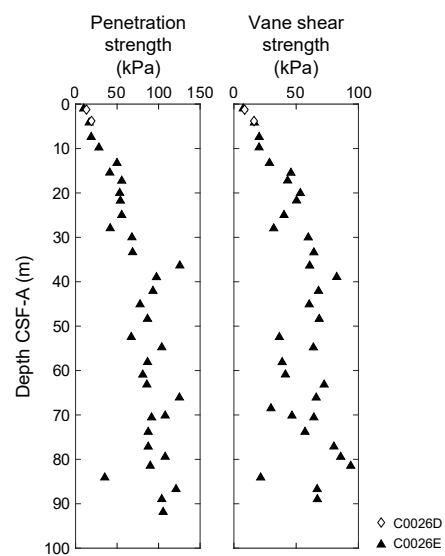 Penetration
strength
(kPa)
Vane shear
strength
(kPa)
0 50 100 150
0 50 100
0
10
20
30
40
50
60
70
80
90
100
Depth CSF-A (m)
C0026D
C0026E